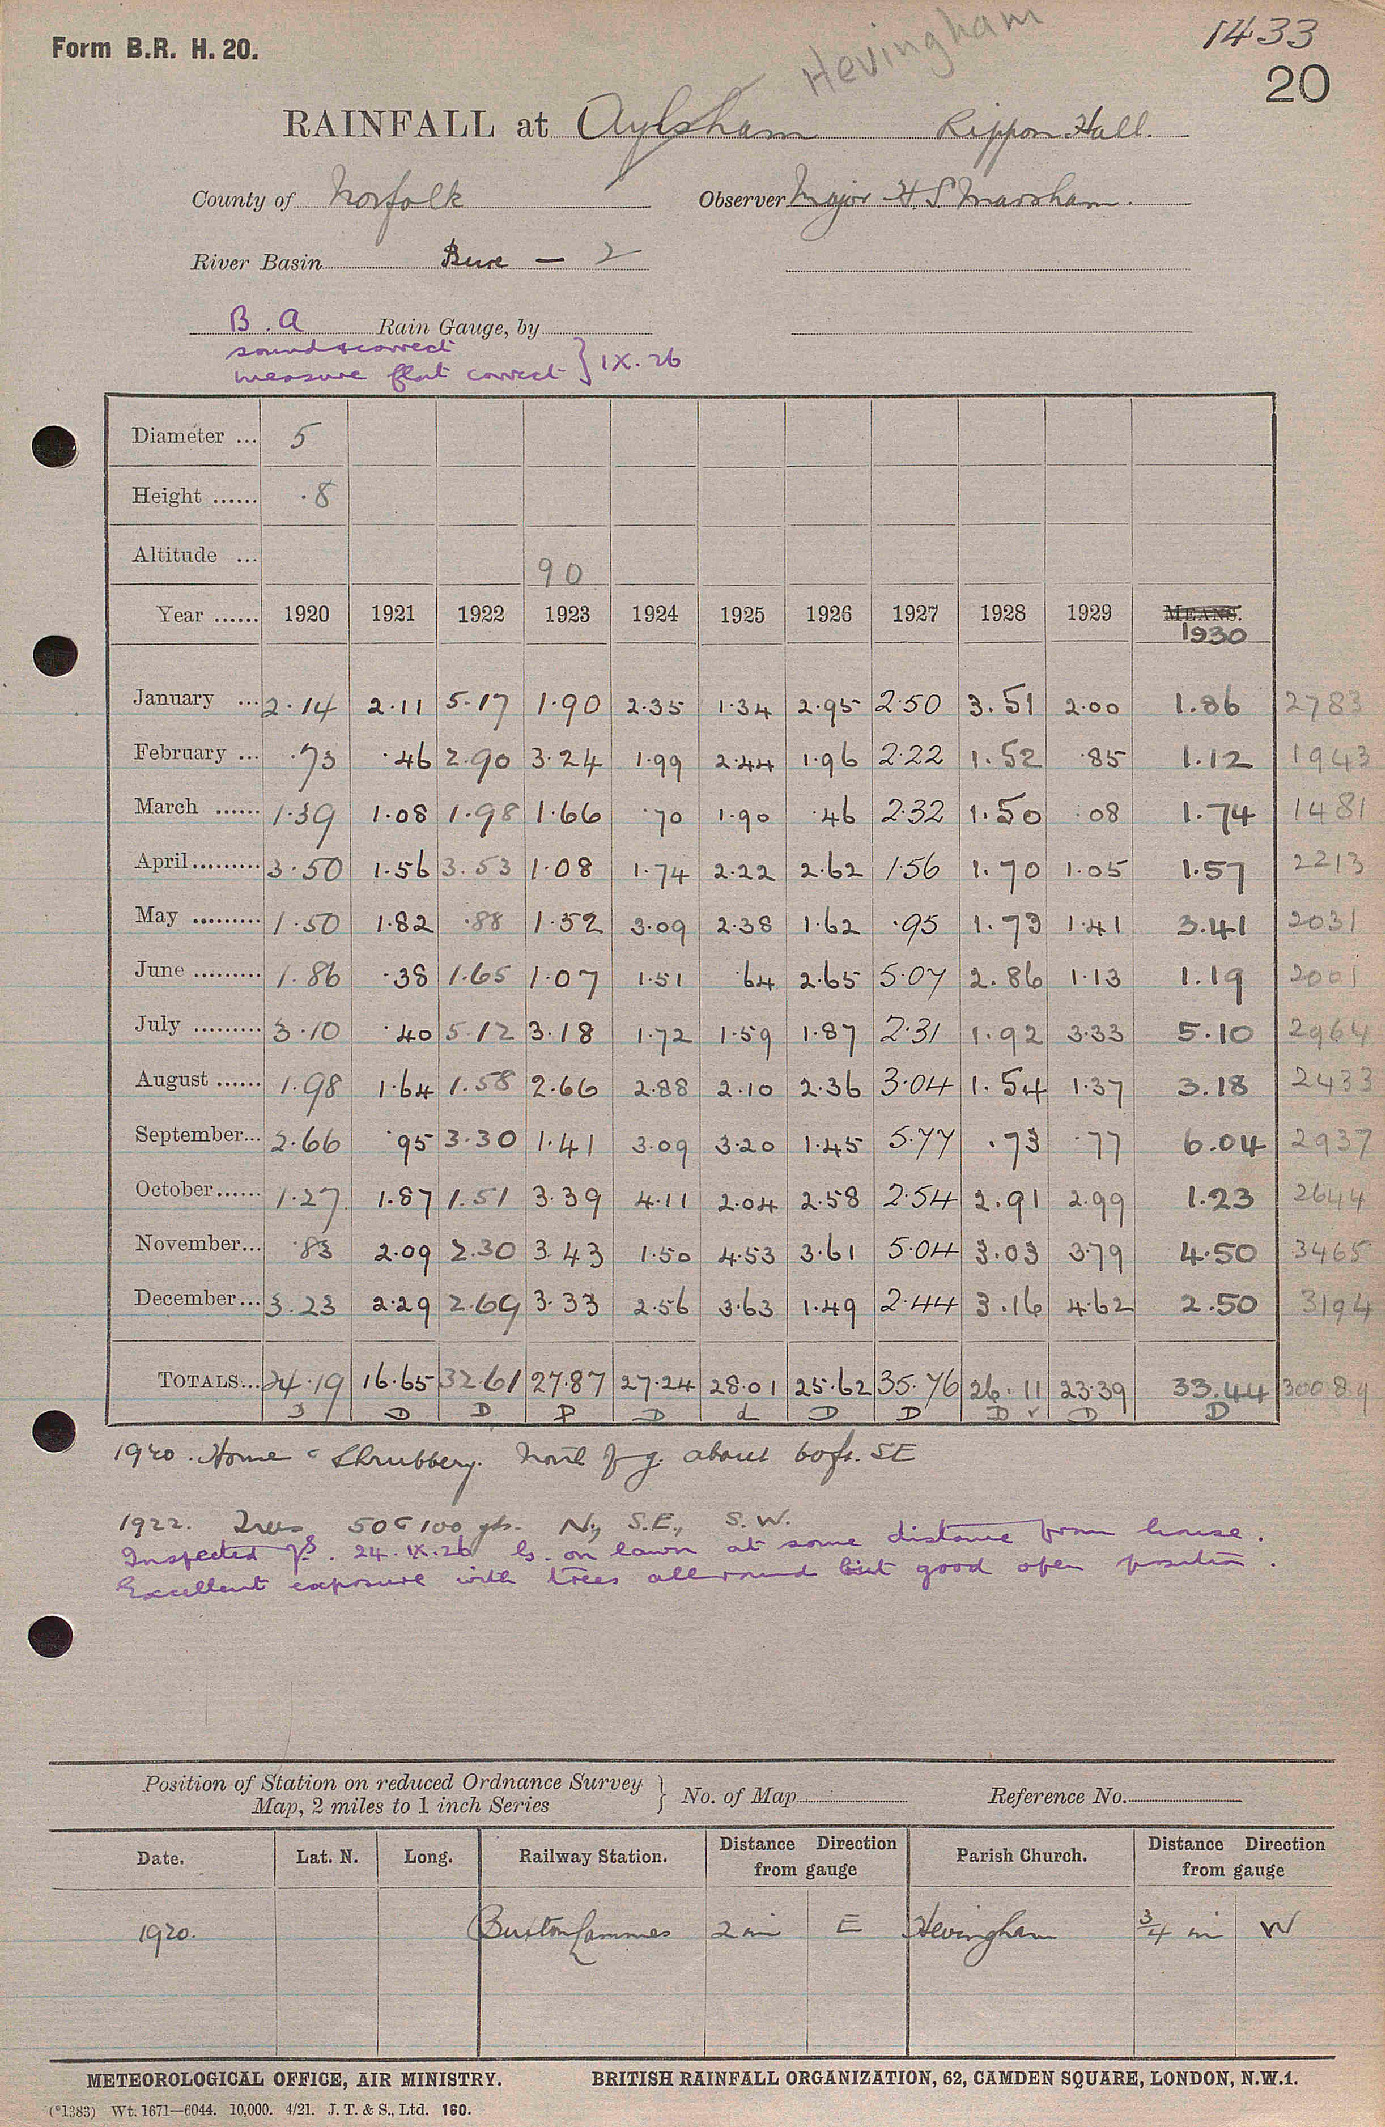 Form B.R. H. 20.
Hevingham
1433
20
RAINFALL at Aylsham Rippon Hall.
County of Norfolk Observer Major H S Marsham.
River Basin Bure — 2
B. A Rain Gauge, by
sound & correct
measure flat correct } IX. 26
Diameter ... 5
Height ...... .8
Altitude ... 90
Year ...... 1920 1921 1922 1923 1924 1925 1926 1927 1928 1929 MEANS. 1930
January ... 2.14 2.11 5.17 1.90 2.35 1.34 2.95 2.50 3.51 2.00 1.86 2783
February ... .73 .46 2.90 3.24 1.99 2.44 1.96 2.22 1.52 .85 1.12 1943
March ...... 1.39 1.08 1.98 1.66 .70 1.90 .46 2.32 1.50 .08 1.74 1481
April ......... 3.50 1.56 3.53 1.08 1.74 2.22 2.62 1.56 1.70 1.05 1.57 2213
May ......... 1.50 1.82 .88 1.52 3.09 2.38 1.62 .95 1.73 1.41 3.41 2031
June ......... 1.86 .38 1.65 1.07 1.51 .64 2.65 5.07 2.86 1.13 1.19 2001
July ......... 3.10 .40 5.12 3.18 1.72 1.59 1.87 2.31 1.92 3.33 5.10 2964
August ...... 1.98 1.64 1.58 2.66 2.88 2.10 2.36 3.04 1.54 1.37 3.18 2433
September... 2.66 .95 3.30 1.41 3.09 3.20 1.45 5.77 .73 .77 6.04 2937
October...... 1.27 1.87 1.51 3.39 4.11 2.04 2.58 2.54 2.91 2.99 1.23 2644
November... .83 2.09 2.30 3.43 1.50 4.53 3.61 5.04 3.03 3.79 4.50 3465
December... 3.23 2.29 2.69 3.33 2.56 3.63 1.49 2.44 3.16 4.62 2.50 3194
TOTALS... 24.19 16.65 32.61 27.87 27.24 28.01 25.62 35.76 26.11 23.39 33.44 30089
D D D D d D D D D D
1920. Home & Shrubbery. of g. about 60ft. SE
1922. Trees 50 100 yds. N, S.E., S.W.
Inspected 24.IX.26 G. on lawn at some distance from house.
Excellent exposure with trees all round but good open position.
Position of Station on reduced Ordnance Survey
Map, 2 miles to 1 inch Series } No. of Map Reference No.
Date. Lat. N. Long. Railway Station. Distance Direction from gauge Parish Church. Distance Direction from gauge
1920. Buxton Lammas 2 mi E Hevingham 3/4 mi W
METEOROLOGICAL OFFICE, AIR MINISTRY. BRITISH RAINFALL ORGANIZATION, 62, CAMDEN SQUARE, LONDON, N.W.1.
(*1383) Wt. 1671—6044. 10,000. 4/21. J. T. & S., Ltd. 160.